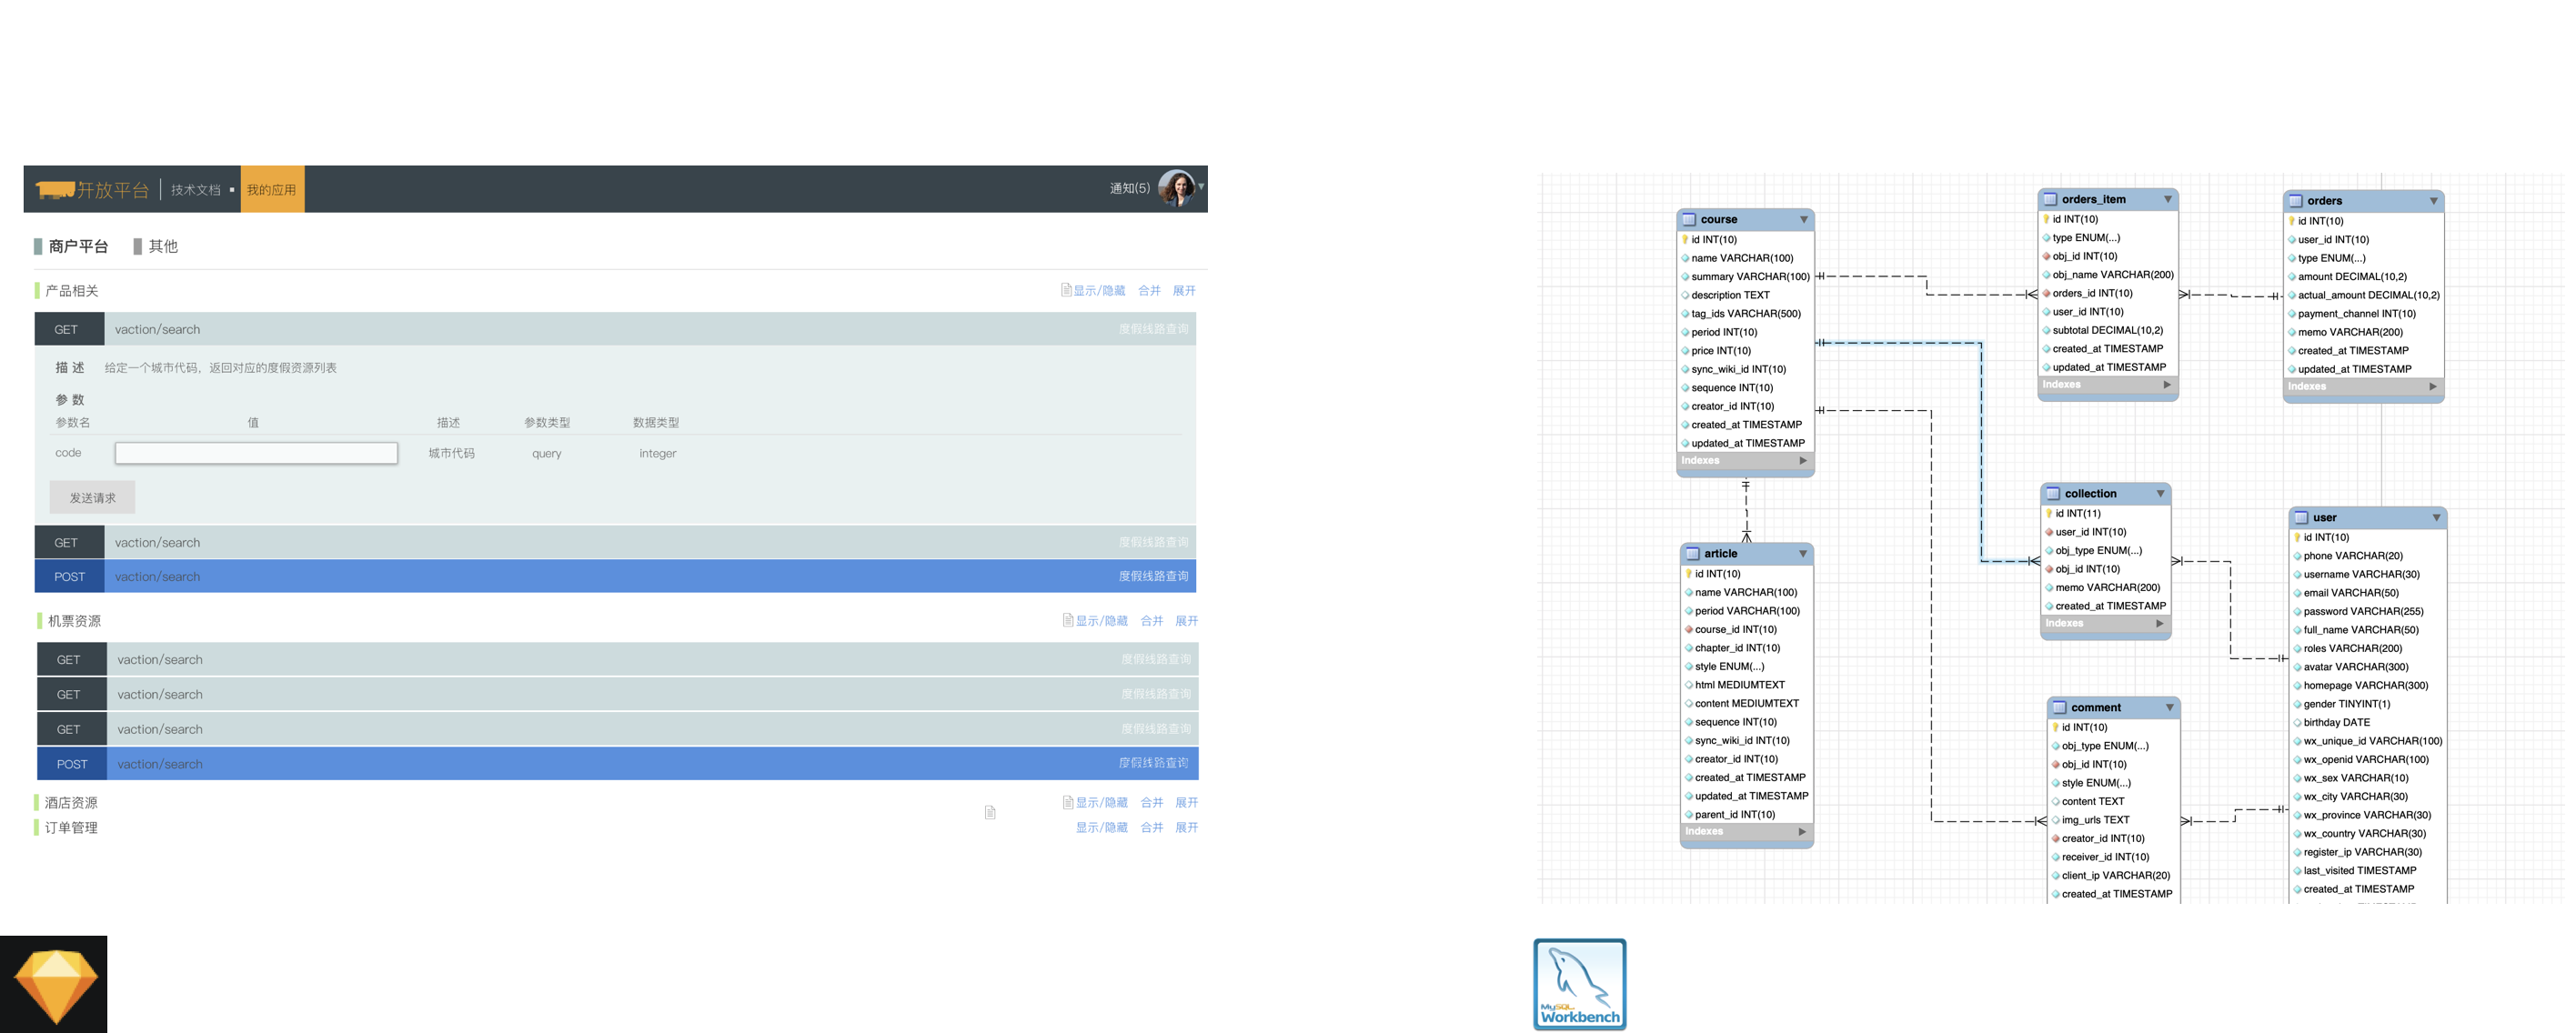 开放平台
技术文档
我的应用
通知(5)
商户平台
其他
产品相关
显示/隐藏 合并 展开
GET vaction/search 度假线路查询
描 述 给定一个城市代码，返回对应的度假资源列表
参 数
参数名 值 描述 参数类型 数据类型
code 城市代码 query integer
发送请求
GET vaction/search 度假线路查询
POST vaction/search 度假线路查询
机票资源
显示/隐藏 合并 展开
GET vaction/search 度假线路查询
GET vaction/search 度假线路查询
GET vaction/search 度假线路查询
POST vaction/search 度假线路查询
酒店资源
显示/隐藏 合并 展开
订单管理
显示/隐藏 合并 展开
course
id INT(10)
name VARCHAR(100)
summary VARCHAR(100)
description TEXT
tag_ids VARCHAR(500)
period INT(10)
price INT(10)
sync_wiki_id INT(10)
sequence INT(10)
creator_id INT(10)
created_at TIMESTAMP
updated_at TIMESTAMP
Indexes
article
id INT(10)
name VARCHAR(100)
period VARCHAR(100)
course_id INT(10)
chapter_id INT(10)
style ENUM(...)
html MEDIUMTEXT
content MEDIUMTEXT
sequence INT(10)
sync_wiki_id INT(10)
creator_id INT(10)
created_at TIMESTAMP
updated_at TIMESTAMP
parent_id INT(10)
Indexes
orders_item
id INT(10)
type ENUM(...)
obj_id INT(10)
obj_name VARCHAR(200)
orders_id INT(10)
user_id INT(10)
subtotal DECIMAL(10,2)
created_at TIMESTAMP
updated_at TIMESTAMP
Indexes
collection
id INT(11)
user_id INT(10)
obj_type ENUM(...)
obj_id INT(10)
memo VARCHAR(200)
created_at TIMESTAMP
Indexes
comment
id INT(10)
obj_type ENUM(...)
obj_id INT(10)
style ENUM(...)
content TEXT
img_urls TEXT
creator_id INT(10)
receiver_id INT(10)
client_ip VARCHAR(20)
created_at TIMESTAMP
orders
id INT(10)
user_id INT(10)
type ENUM(...)
amount DECIMAL(10,2)
actual_amount DECIMAL(10,2)
payment_channel INT(10)
memo VARCHAR(200)
created_at TIMESTAMP
updated_at TIMESTAMP
Indexes
user
id INT(10)
phone VARCHAR(20)
username VARCHAR(30)
email VARCHAR(50)
password VARCHAR(255)
full_name VARCHAR(50)
roles VARCHAR(200)
avatar VARCHAR(300)
homepage VARCHAR(300)
gender TINYINT(1)
birthday DATE
wx_unique_id VARCHAR(100)
wx_openid VARCHAR(100)
wx_sex VARCHAR(10)
wx_city VARCHAR(30)
wx_province VARCHAR(30)
wx_country VARCHAR(30)
register_ip VARCHAR(30)
last_visited TIMESTAMP
created_at TIMESTAMP
MySQL
Workbench